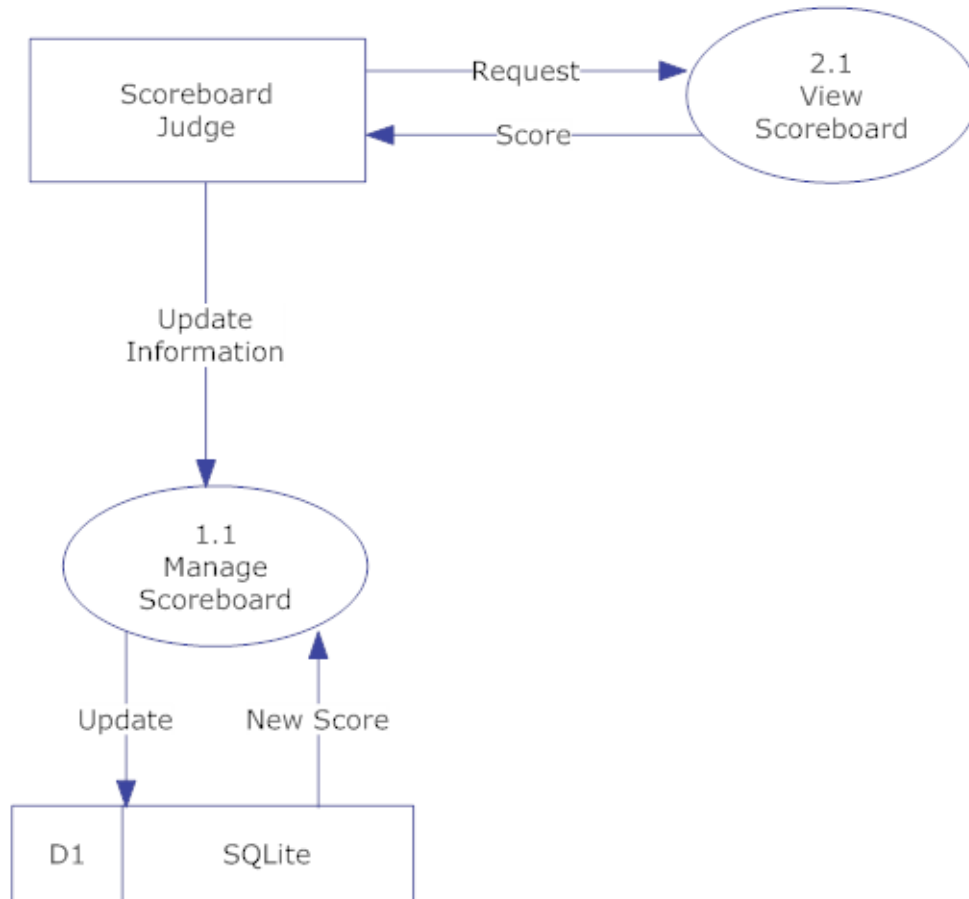 Scoreboard
Judge
Request
Score
2.1
View
Scoreboard
Update
Information
1.1
Manage
Scoreboard
Update
New Score
D1
SQLite